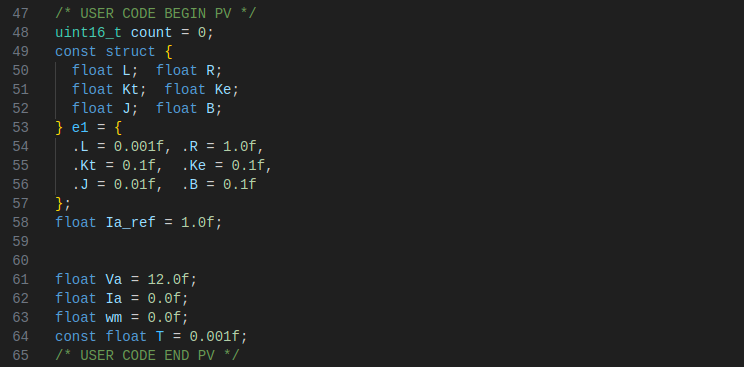 47 /* USER CODE BEGIN PV */
48 uint16_t count = 0;
49 const struct {
50   float L;  float R;
51   float Kt;  float Ke;
52   float J;  float B;
53 } e1 = {
54   .L = 0.001f, .R = 1.0f,
55   .Kt = 0.1f,  .Ke = 0.1f,
56   .J = 0.01f,  .B = 0.1f
57 };
58 float Ia_ref = 1.0f;
59
60
61 float Va = 12.0f;
62 float Ia = 0.0f;
63 float wm = 0.0f;
64 const float T = 0.001f;
65 /* USER CODE END PV */